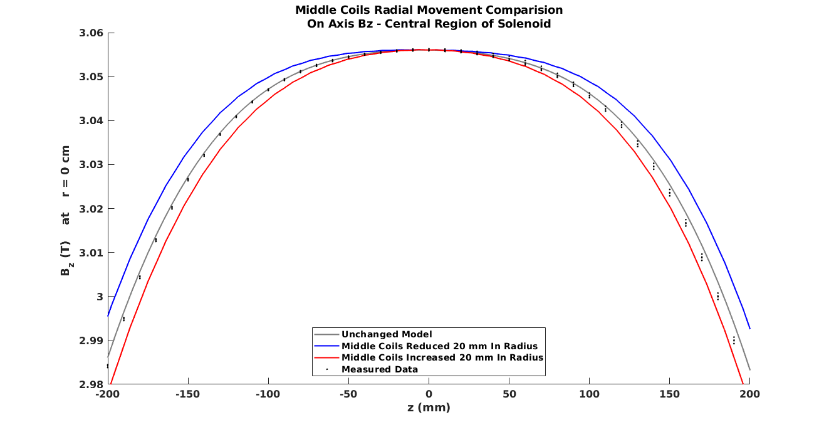 Middle Coils Radial Movement Comparision
On Axis Bz - Central Region of Solenoid
3.06
3.05
3.04
3.03
3.02
3.01
3
2.99
2.98
Bz (T) at r = 0 cm
Unchanged Model
Middle Coils Reduced 20 mm In Radius
Middle Coils Increased 20 mm In Radius
Measured Data
-200 -150 -100 -50 0 50 100 150 200
z (mm)